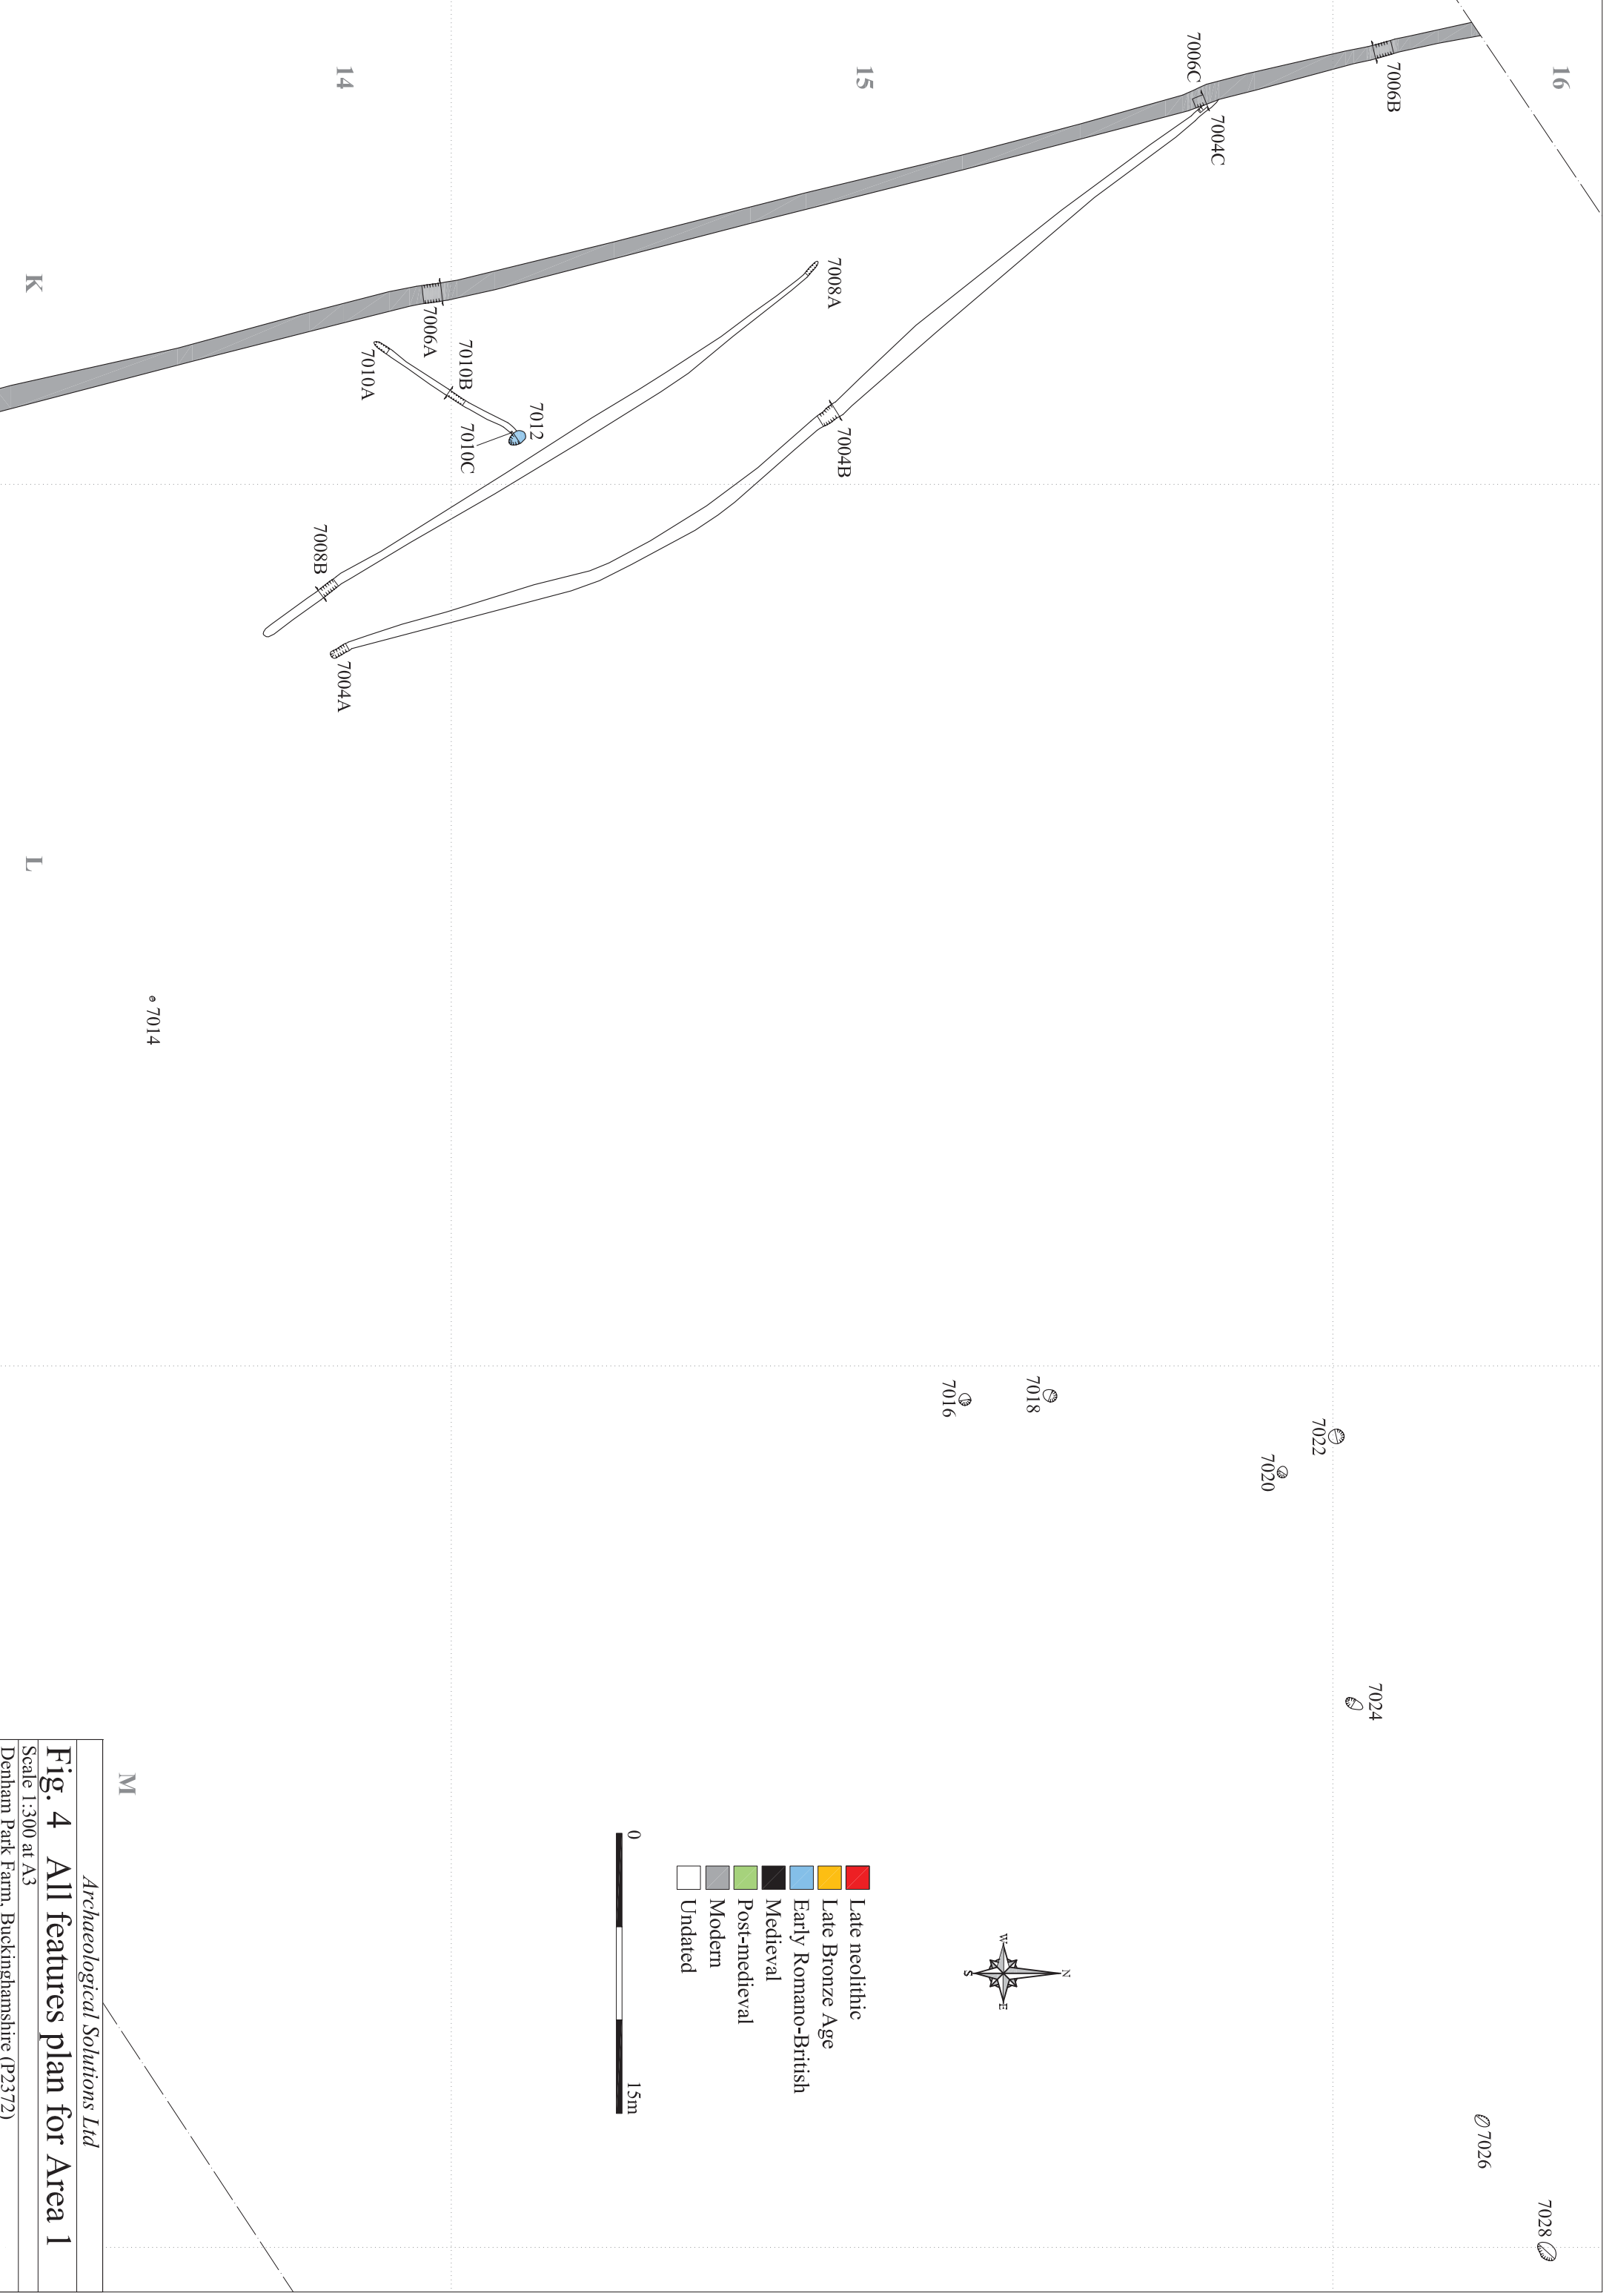 16
15
14
K
L
M
7006B
7006C
7004C
7008A
7004B
7006A
7010B
7010A
7012
7010C
7008B
7004A
7014
7016
7018
7022
7020
7024
7026
7028
N
W
E
S
Late neolithic
Late Bronze Age
Early Romano-British
Medieval
Post-medieval
Modern
Undated
0
15m
Archaeological Solutions Ltd
Fig. 4 All features plan for Area 1
Scale 1:300 at A3
Denham Park Farm, Buckinghamshire (P2372)